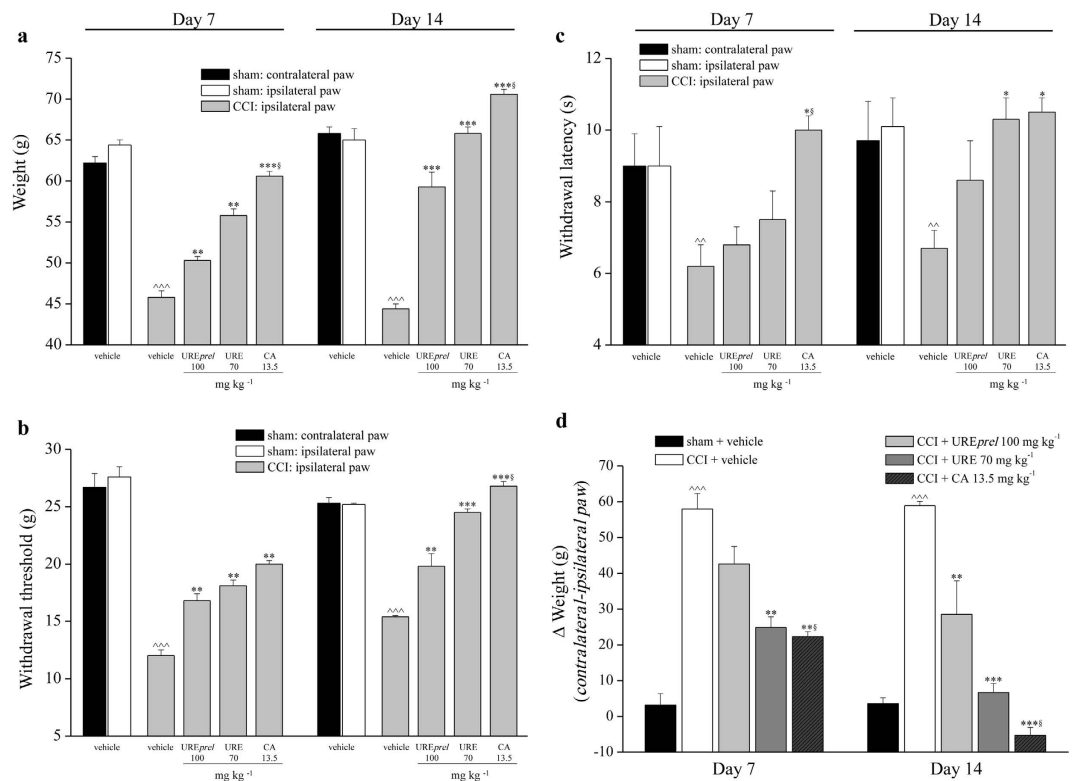 Day 7
Day 14
a
sham: contralateral paw
sham: ipsilateral paw
CCI: ipsilateral paw
Weight (g)
75
70
65
60
55
50
45
40
^^^
**
**
***§
^^^
***
***
***§
vehicle
vehicle
UREprel
100
URE
70
CA
13.5
vehicle
vehicle
UREprel
100
URE
70
CA
13.5
mg kg -1
mg kg -1
b
sham: contralateral paw
sham: ipsilateral paw
CCI: ipsilateral paw
Withdrawal threshold (g)
30
25
20
15
10
5
^^^
**
**
**
^^^
**
***
***§
vehicle
vehicle
UREprel
100
URE
70
CA
13.5
vehicle
vehicle
UREprel
100
URE
70
CA
13.5
mg kg -1
mg kg -1
Day 7
Day 14
c
sham: contralateral paw
sham: ipsilateral paw
CCI: ipsilateral paw
Withdrawal latency (s)
12
10
8
6
4
^^
*§
^^
*
*
vehicle
vehicle
UREprel
100
URE
70
CA
13.5
vehicle
vehicle
UREprel
100
URE
70
CA
13.5
mg kg -1
mg kg -1
d
sham + vehicle
CCI + vehicle
CCI + UREprel 100 mg kg-1
CCI + URE 70 mg kg-1
CCI + CA 13.5 mg kg-1
Δ Weight (g)
(contralateral-ipsilateral paw)
70
60
50
40
30
20
10
0
-10
^^^
**
**§
^^^
**
***
***§
Day 7
Day 14